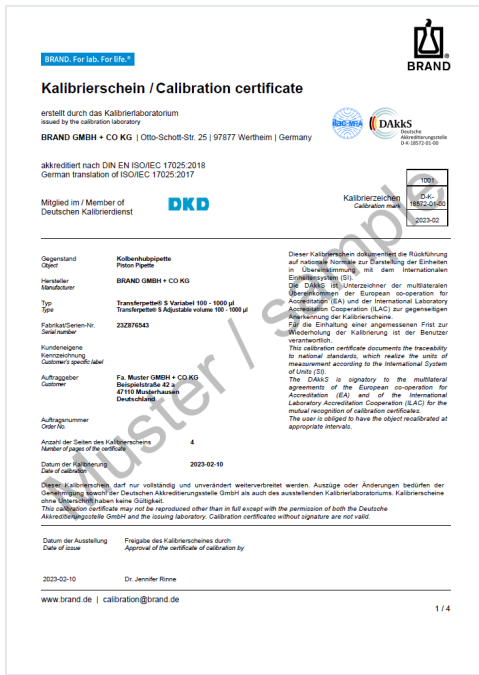 BRAND. For lab. For life.®
BRAND®
Kalibrierschein / Calibration certificate
erstellt durch das Kalibrierlaboratorium
issued by the calibration laboratory
BRAND GMBH + CO KG | Otto-Schott-Str. 25 | 97877 Wertheim | Germany
ilac-MRA
DAkkS
Deutsche
Akkreditierungsstelle
D-K-18572-01-00
akkreditiert nach DIN EN ISO/IEC 17025:2018
German translation of ISO/IEC 17025:2017
Mitglied im / Member of
Deutschen Kalibrierdienst
DKD
Kalibrierzeichen
Calibration mark
1001
D-K-
18572-01-00
2023-02
Gegenstand
Object
Kolbenhubpipette
Piston Pipette
Hersteller
Manufacturer
BRAND GMBH + CO KG
Typ
Type
Transferpette® S Variabel 100 - 1000 µl
Transferpette® S Adjustable volume 100 - 1000 µl
Fabrikat/Serien-Nr.
Serial number
23Z876543
Kundeneigene
Kennzeichnung
Customer's specific label
Auftraggeber
Customer
Fa. Muster GMBH + CO KG
Beispielstraße 42 a
47110 Musterhausen
Deutschland
Auftragsnummer
Order No.
Anzahl der Seiten des Kalibrierscheins
Number of pages of the certificate
4
Datum der Kalibrierung
Date of calibration
2023-02-10
Dieser Kalibrierschein dokumentiert die Rückführung
auf nationale Normale zur Darstellung der Einheiten
in Übereinstimmung mit dem Internationalen
Einheitensystem (SI).
Die DAkkS ist Unterzeichner der multilateralen
Übereinkommen der European co-operation for
Accreditation (EA) und der International Laboratory
Accreditation Cooperation (ILAC) zur gegenseitigen
Anerkennung der Kalibrierscheine.
Für die Einhaltung einer angemessenen Frist zur
Wiederholung der Kalibrierung ist der Benutzer
verantwortlich.
This calibration certificate documents the traceability
to national standards, which realize the units of
measurement according to the International System
of Units (SI).
The DAkkS is signatory to the multilateral
agreements of the European co-operation for
Accreditation (EA) and of the International
Laboratory Accreditation Cooperation (ILAC) for the
mutual recognition of calibration certificates.
The user is obliged to have the object recalibrated at
appropriate intervals.
Dieser Kalibrierschein darf nur vollständig und unverändert weiterverbreitet werden. Auszüge oder Änderungen bedürfen der
Genehmigung sowohl der Deutschen Akkreditierungsstelle GmbH als auch des ausstellenden Kalibrierlaboratoriums. Kalibrierscheine
ohne Unterschrift haben keine Gültigkeit.
This calibration certificate may not be reproduced other than in full except with the permission of both the Deutsche
Akkreditierungsstelle GmbH and the issuing laboratory. Calibration certificates without signature are not valid.
Datum der Ausstellung
Date of issue
Freigabe des Kalibrierscheines durch
Approval of the certificate of calibration by
2023-02-10
Dr. Jennifer Rinne
www.brand.de | calibration@brand.de
1 / 4
Muster / sample